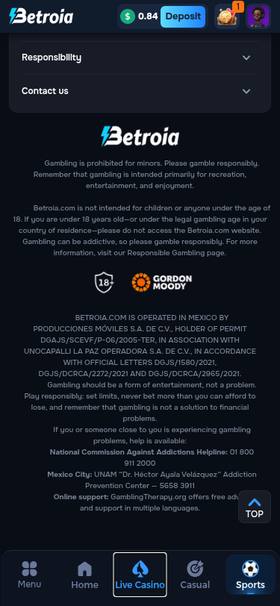 Betroia
$ 0.84 Deposit
1
Responsibility
Contact us
Betroia
Gambling is prohibited for minors. Please gamble responsibly.
Remember that gambling is intended primarily for recreation,
entertainment, and enjoyment.
Betroia.com is not intended for children or anyone under the age of
18. If you are under 18 years old—or under the legal gambling age in your
country of residence—please do not access the Betroia.com website.
Gambling can be addictive, so please gamble responsibly. For more
information, visit our Responsible Gambling page.
18+ GORDON
MOODY
BETROIA.COM IS OPERATED IN MEXICO BY
PRODUCCIONES MÓVILES S.A. DE C.V., HOLDER OF PERMIT
DGAJS/SCEVF/P-06/2005-TER, IN ASSOCIATION WITH
UNOCAPALLI LA PAZ OPERADORA S.A. DE C.V., IN ACCORDANCE
WITH OFFICIAL LETTERS DGJS/1580/2021,
DGJS/DCRCA/2272/2021 AND DGJS/DCRCA/2965/2021.
Gambling should be a form of entertainment, not a problem.
Play responsibly: set limits, never bet more than you can afford to
lose, and remember that gambling is not a solution to financial
problems.
If you or someone close to you is experiencing gambling
problems, help is available:
National Commission Against Addictions Helpline: 01 800
911 2000
Mexico City: UNAM "Dr. Héctor Ayala Velázquez" Addiction
Prevention Center — 5658 3911
Online support: GamblingTherapy.org offers free
and support in multiple languages.
TOP
Menu
Home
Live Casino
Casual
Sports